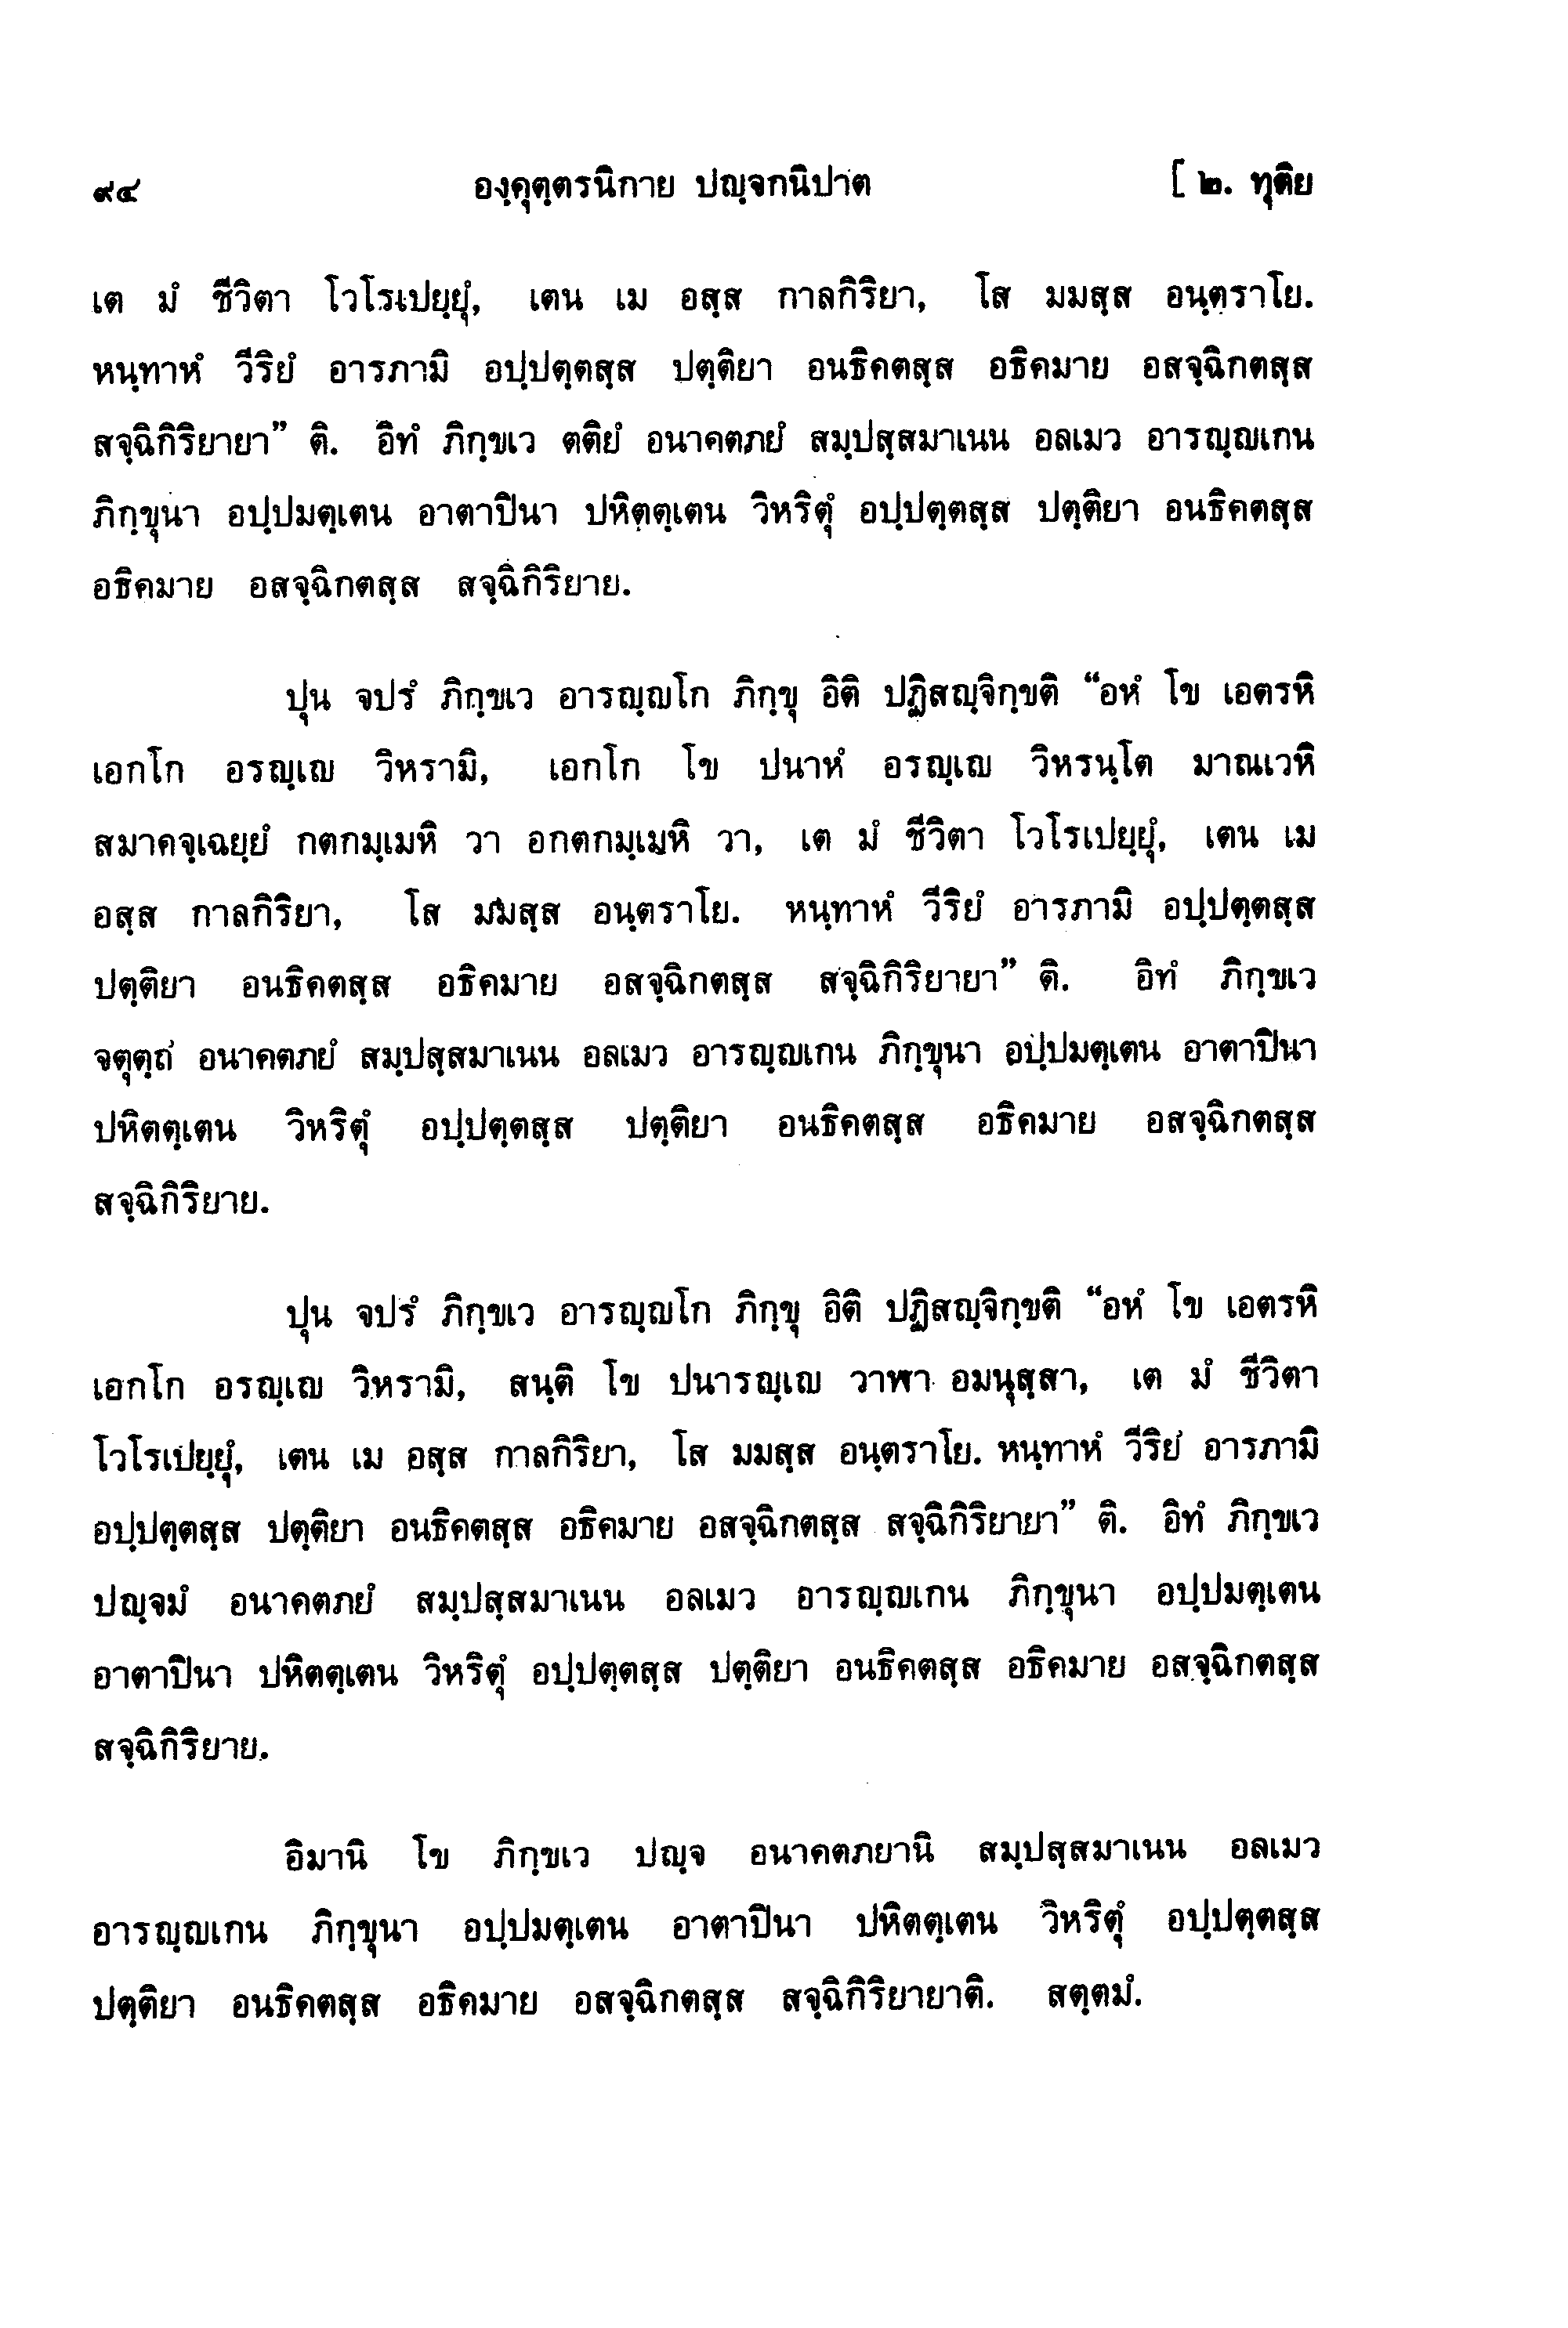 ๙๔ องฺคุตฺตรนิกาย ปญฺจกนิปาต [ ๒. ทุติย
เต มํ ชีวิตา โวโรเปยฺยุํ, เตน เม อสฺส กาลกิริยา, โส มมสฺส อนฺตราโย.
หนฺทาหํ วีริยํ อารภามิ อปฺปตฺตสฺส ปตฺติยา อนธิคตสฺส อธิคมาย อสจฺฉิกตสฺส
สจฺฉิกิริยายา” ติ. อิทํ ภิกฺขเว ตติยํ อนาคตภยํ สมฺปสฺสมาเนน อลเมว อารญฺญเกน
ภิกฺขุนา อปฺปมตฺเตน อาตาปินา ปหิตตฺเตน วิหริตุํ อปฺปตฺตสฺส ปตฺติยา อนธิคตสฺส
อธิคมาย อสจฺฉิกตสฺส สจฺฉิกิริยาย.
ปุน จปรํ ภิกฺขเว อารญฺญโก ภิกฺขุ อิติ ปฏิสญฺจิกฺขติ “อหํ โข เอตรหิ
เอกโก อรญฺเญ วิหรามิ, เอกโก โข ปนาหํ อรญฺเญ วิหรนฺโต มาณเวหิ
สมาคจฺเฉยฺยํ กตกมฺเมหิ วา อกตกมฺเมหิ วา, เต มํ ชีวิตา โวโรเปยฺยุํ, เตน เม
อสฺส กาลกิริยา, โส มมสฺส อนฺตราโย. หนฺทาหํ วีริยํ อารภามิ อปฺปตฺตสฺส
ปตฺติยา อนธิคตสฺส อธิคมาย อสจฺฉิกตสฺส สจฺฉิกิริยายา” ติ. อิทํ ภิกฺขเว
จตุตฺถํ อนาคตภยํ สมฺปสฺสมาเนน อลเมว อารญฺญเกน ภิกฺขุนา อปฺปมตฺเตน อาตาปินา
ปหิตตฺเตน วิหริตุํ อปฺปตฺตสฺส ปตฺติยา อนธิคตสฺส อธิคมาย อสจฺฉิกตสฺส
สจฺฉิกิริยาย.
ปุน จปรํ ภิกฺขเว อารญฺญโก ภิกฺขุ อิติ ปฏิสญฺจิกฺขติ “อหํ โข เอตรหิ
เอกโก อรญฺเญ วิหรามิ, สนฺติ โข ปนารญฺเญ วาฬา อมนุสฺสา, เต มํ ชีวิตา
โวโรเปยฺยุํ, เตน เม อสฺส กาลกิริยา, โส มมสฺส อนฺตราโย. หนฺทาหํ วีริยํ อารภามิ
อปฺปตฺตสฺส ปตฺติยา อนธิคตสฺส อธิคมาย อสจฺฉิกตสฺส สจฺฉิกิริยายา” ติ. อิทํ ภิกฺขเว
ปญฺจมํ อนาคตภยํ สมฺปสฺสมาเนน อลเมว อารญฺญเกน ภิกฺขุนา อปฺปมตฺเตน
อาตาปินา ปหิตตฺเตน วิหริตุํ อปฺปตฺตสฺส ปตฺติยา อนธิคตสฺส อธิคมาย อสจฺฉิกตสฺส
สจฺฉิกิริยาย.
อิมานิ โข ภิกฺขเว ปญฺจ อนาคตภยานิ สมฺปสฺสมาเนน อลเมว
อารญฺญเกน ภิกฺขุนา อปฺปมตฺเตน อาตาปินา ปหิตตฺเตน วิหริตุํ อปฺปตฺตสฺส
ปตฺติยา อนธิคตสฺส อธิคมาย อสจฺฉิกตสฺส สจฺฉิกิริยายาติ. สตฺตมํ.